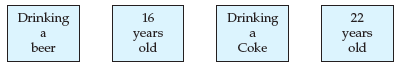 Drinking
a
beer
16
years
old
Drinking
a
Coke
22
years
old